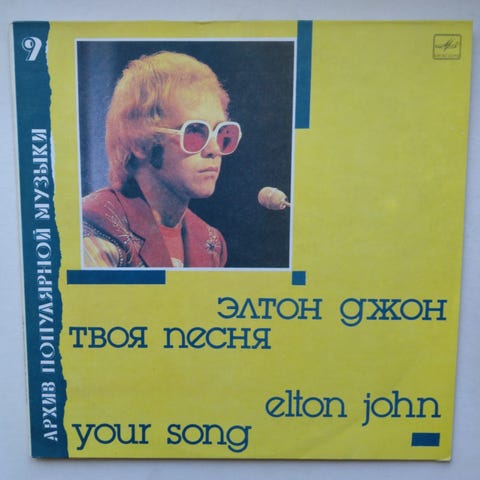 9
АРХИВ ПОПУЛЯРНОЙ МУЗЫКИ
элтон джон
твоя песня
elton john
your song